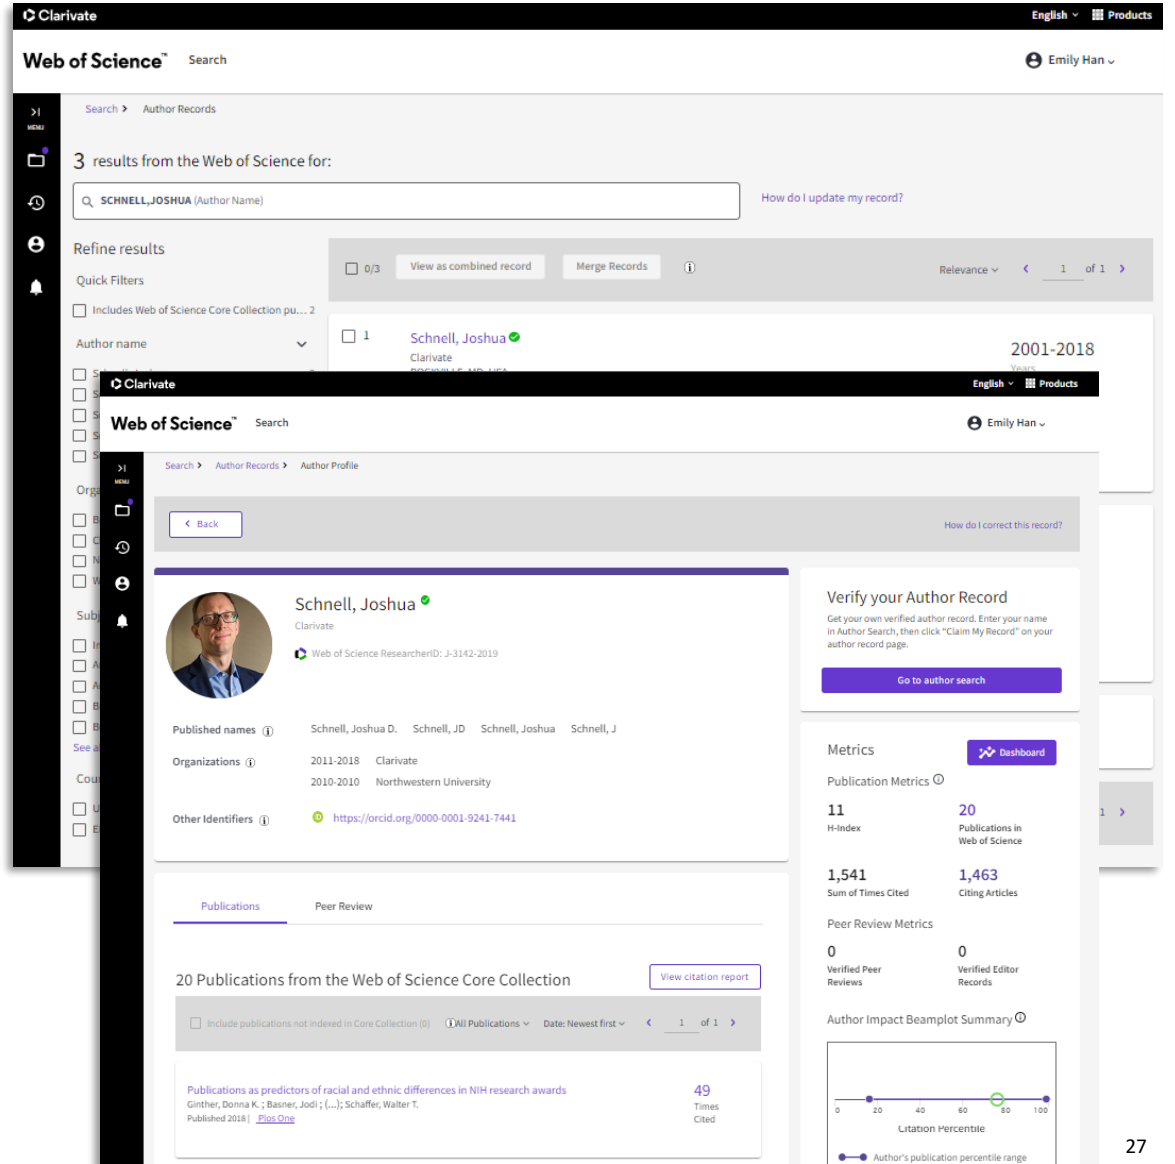 Clarivate
English
Products
Web of Science™
Search
Emily Han
MENU
Search > Author Records
3 results from the Web of Science for:
SCHNELL,JOSHUA (Author Name)
How do I update my record?
Refine results
Quick Filters
Includes Web of Science Core Collection pu... 2
Author name
0/3
View as combined record
Merge Records
Relevance
1 of 1
1
Schnell, Joshua
Clarivate
2001-2018
Years
See a
Clarivate
English
Products
Web of Science™
Search
Emily Han
MENU
Search > Author Records > Author Profile
Back
How do I correct this record?
Schnell, Joshua
Clarivate
Web of Science ResearcherID: J-3142-2019
Published names
Schnell, Joshua D. Schnell, JD Schnell, Joshua Schnell, J
Organizations
2011-2018 Clarivate
2010-2010 Northwestern University
Other Identifiers
https://orcid.org/0000-0001-9241-7441
Verify your Author Record
Get your own verified author record. Enter your name
in Author Search, then click “Claim My Record” on your
author record page.
Go to author search
Metrics
Dashboard
Publication Metrics
11
H-Index
20
Publications in
Web of Science
1,541
Sum of Times Cited
1,463
Citing Articles
Peer Review Metrics
0
Verified Peer
Reviews
0
Verified Editor
Records
Author Impact Beamplot Summary
0 20 40 60 80 100
Citation Percentile
Author's publication percentile range
Publications
Peer Review
20 Publications from the Web of Science Core Collection
View citation report
Include publications not indexed in Core Collection (0)
All Publications
Date: Newest first
1 of 1
Publications as predictors of racial and ethnic differences in NIH research awards
Ginther, Donna K. ; Basner, Jodi ; (...); Schaffer, Walter T.
Published 2018 | Plos One
49
Times
Cited
27